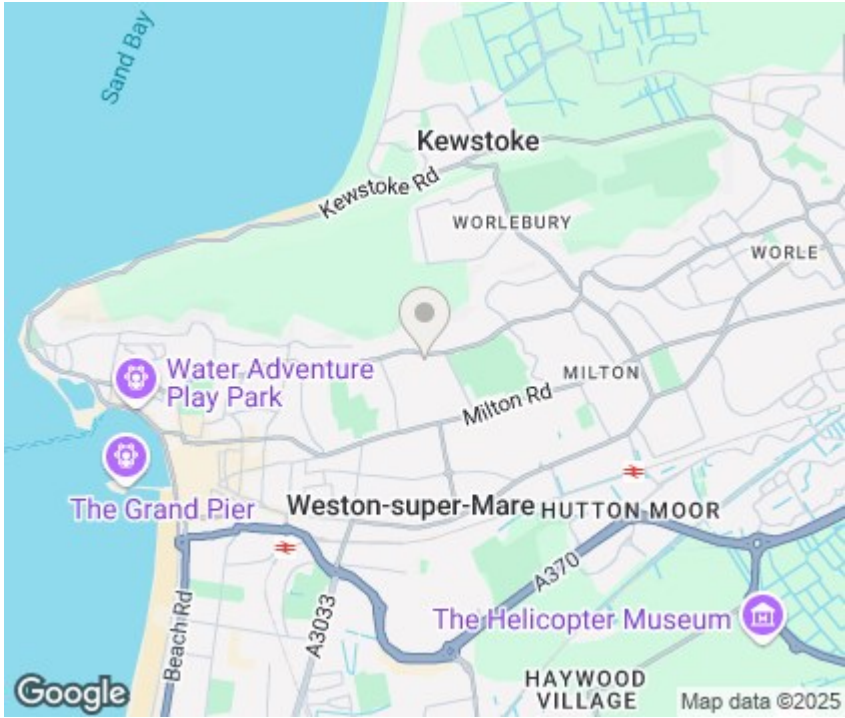 Sand Bay
Kewstoke
Kewstoke Rd
WORLEBURY
WORLE
Water Adventure
Play Park
MILTON
Milton Rd
The Grand Pier
Weston-super-Mare
HUTTON MOOR
A370
Beach Rd
A3033
The Helicopter Museum
HAYWOOD
VILLAGE
Google
Map data ©2025